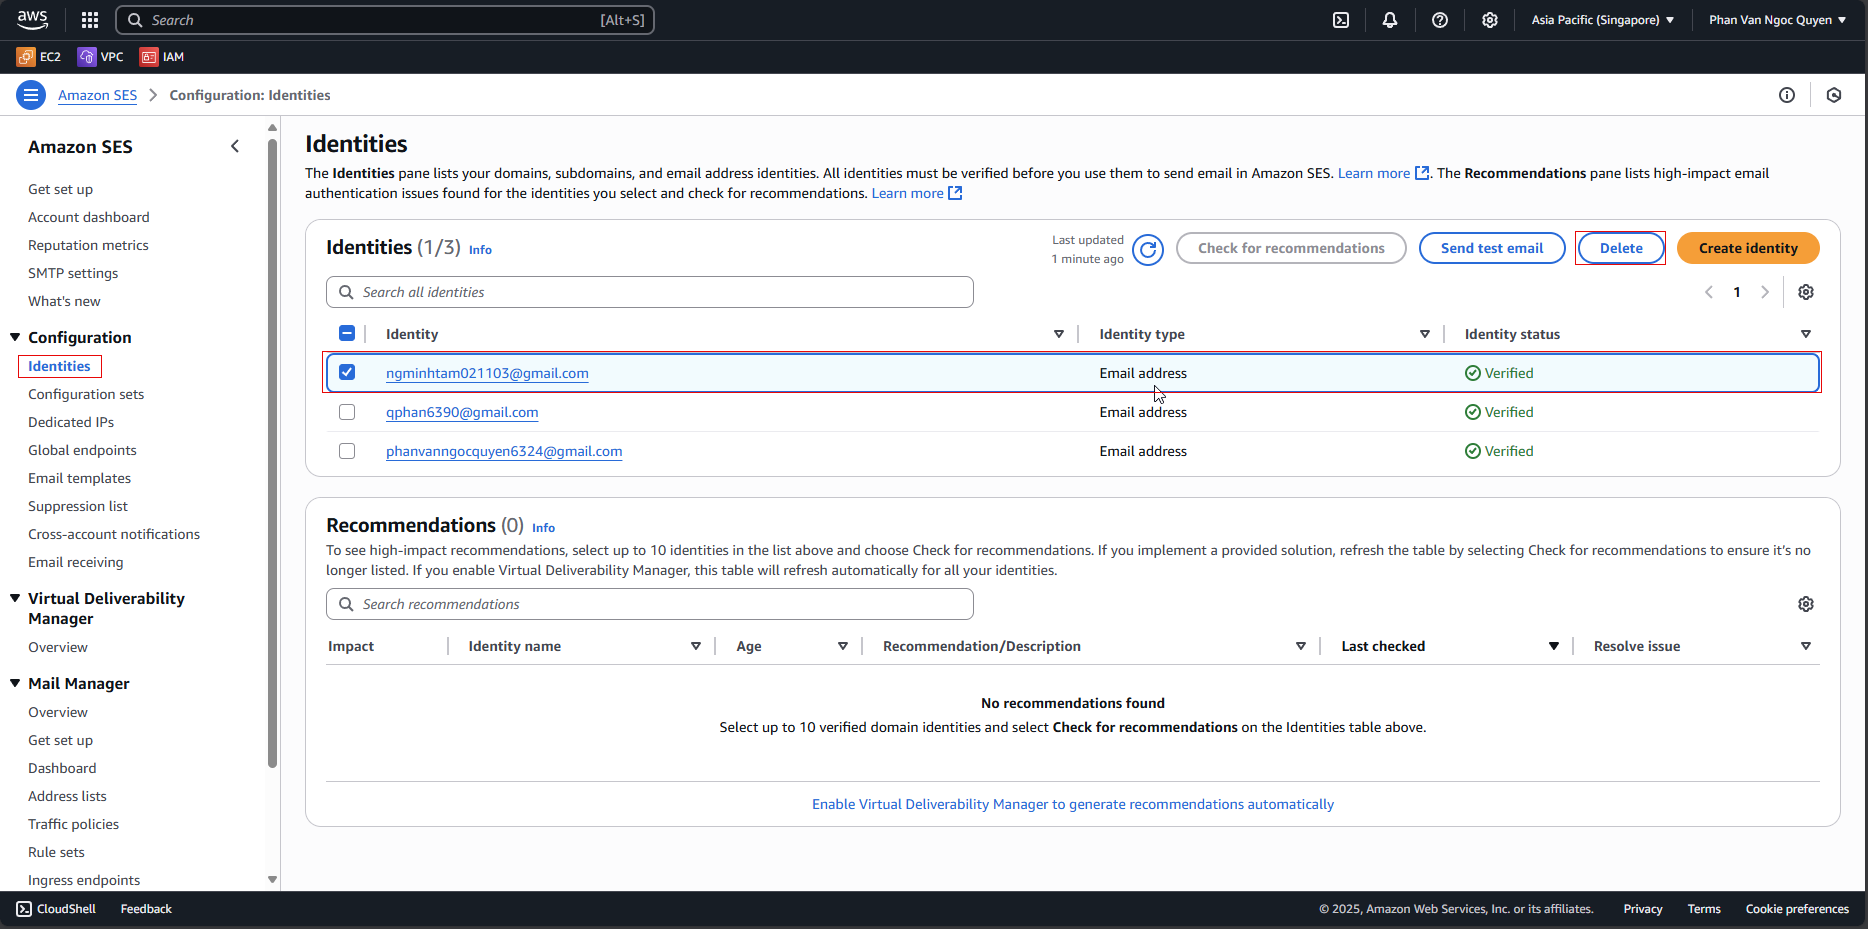 aws
Search [Alt+S]
Asia Pacific (Singapore)
Phan Van Ngoc Quyen
EC2
VPC
IAM
Amazon SES
Configuration: Identities
Amazon SES
Get set up
Account dashboard
Reputation metrics
SMTP settings
What's new
Configuration
Identities
Configuration sets
Dedicated IPs
Global endpoints
Email templates
Suppression list
Cross-account notifications
Email receiving
Virtual Deliverability
Manager
Overview
Mail Manager
Overview
Get set up
Dashboard
Address lists
Traffic policies
Rule sets
Ingress endpoints
Identities
The Identities pane lists your domains, subdomains, and email address identities. All identities must be verified before you use them to send email in Amazon SES. Learn more. The Recommendations pane lists high-impact email
authentication issues found for the identities you select and check for recommendations. Learn more
Identities (1/3) Info
Last updated
1 minute ago
Check for recommendations
Send test email
Delete
Create identity
Search all identities
1
Identity Identity type Identity status
ngminhtam021103@gmail.com Email address Verified
qphan6390@gmail.com Email address Verified
phanvanngocquyen6324@gmail.com Email address Verified
Recommendations (0) Info
To see high-impact recommendations, select up to 10 identities in the list above and choose Check for recommendations. If you implement a provided solution, refresh the table by selecting Check for recommendations to ensure it's no
longer listed. If you enable Virtual Deliverability Manager, this table will refresh automatically for all your identities.
Search recommendations
Impact Identity name Age Recommendation/Description Last checked Resolve issue
No recommendations found
Select up to 10 verified domain identities and select Check for recommendations on the Identities table above.
Enable Virtual Deliverability Manager to generate recommendations automatically
CloudShell Feedback © 2025, Amazon Web Services, Inc. or its affiliates. Privacy Terms Cookie preferences